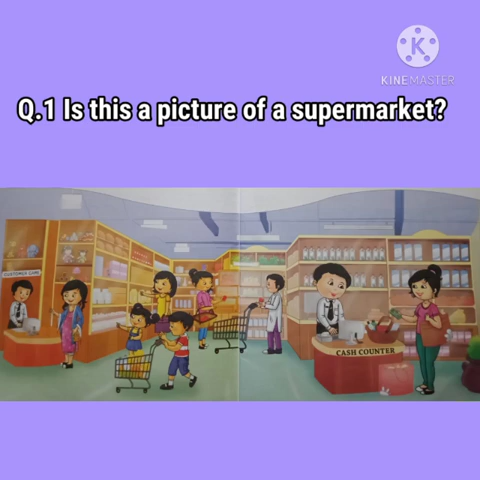 K
KINEMASTER
Q.1 Is this a picture of a supermarket?
CUSTOMER CARE
CASH COUNTER